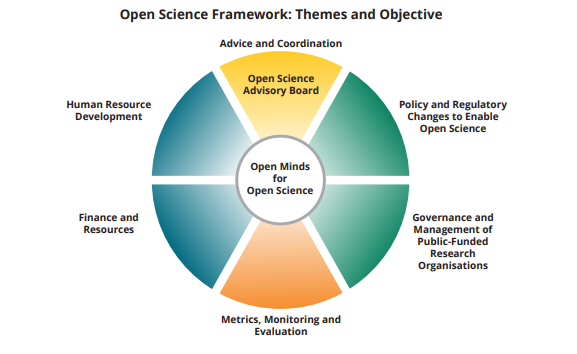 Open Science Framework: Themes and Objective
Advice and Coordination
Open Science
Advisory Board
Human Resource
Development
Policy and Regulatory
Changes to Enable
Open Science
Open Minds
for
Open Science
Finance and
Resources
Governance and
Management of
Public-Funded
Research
Organisations
Metrics, Monitoring and
Evaluation